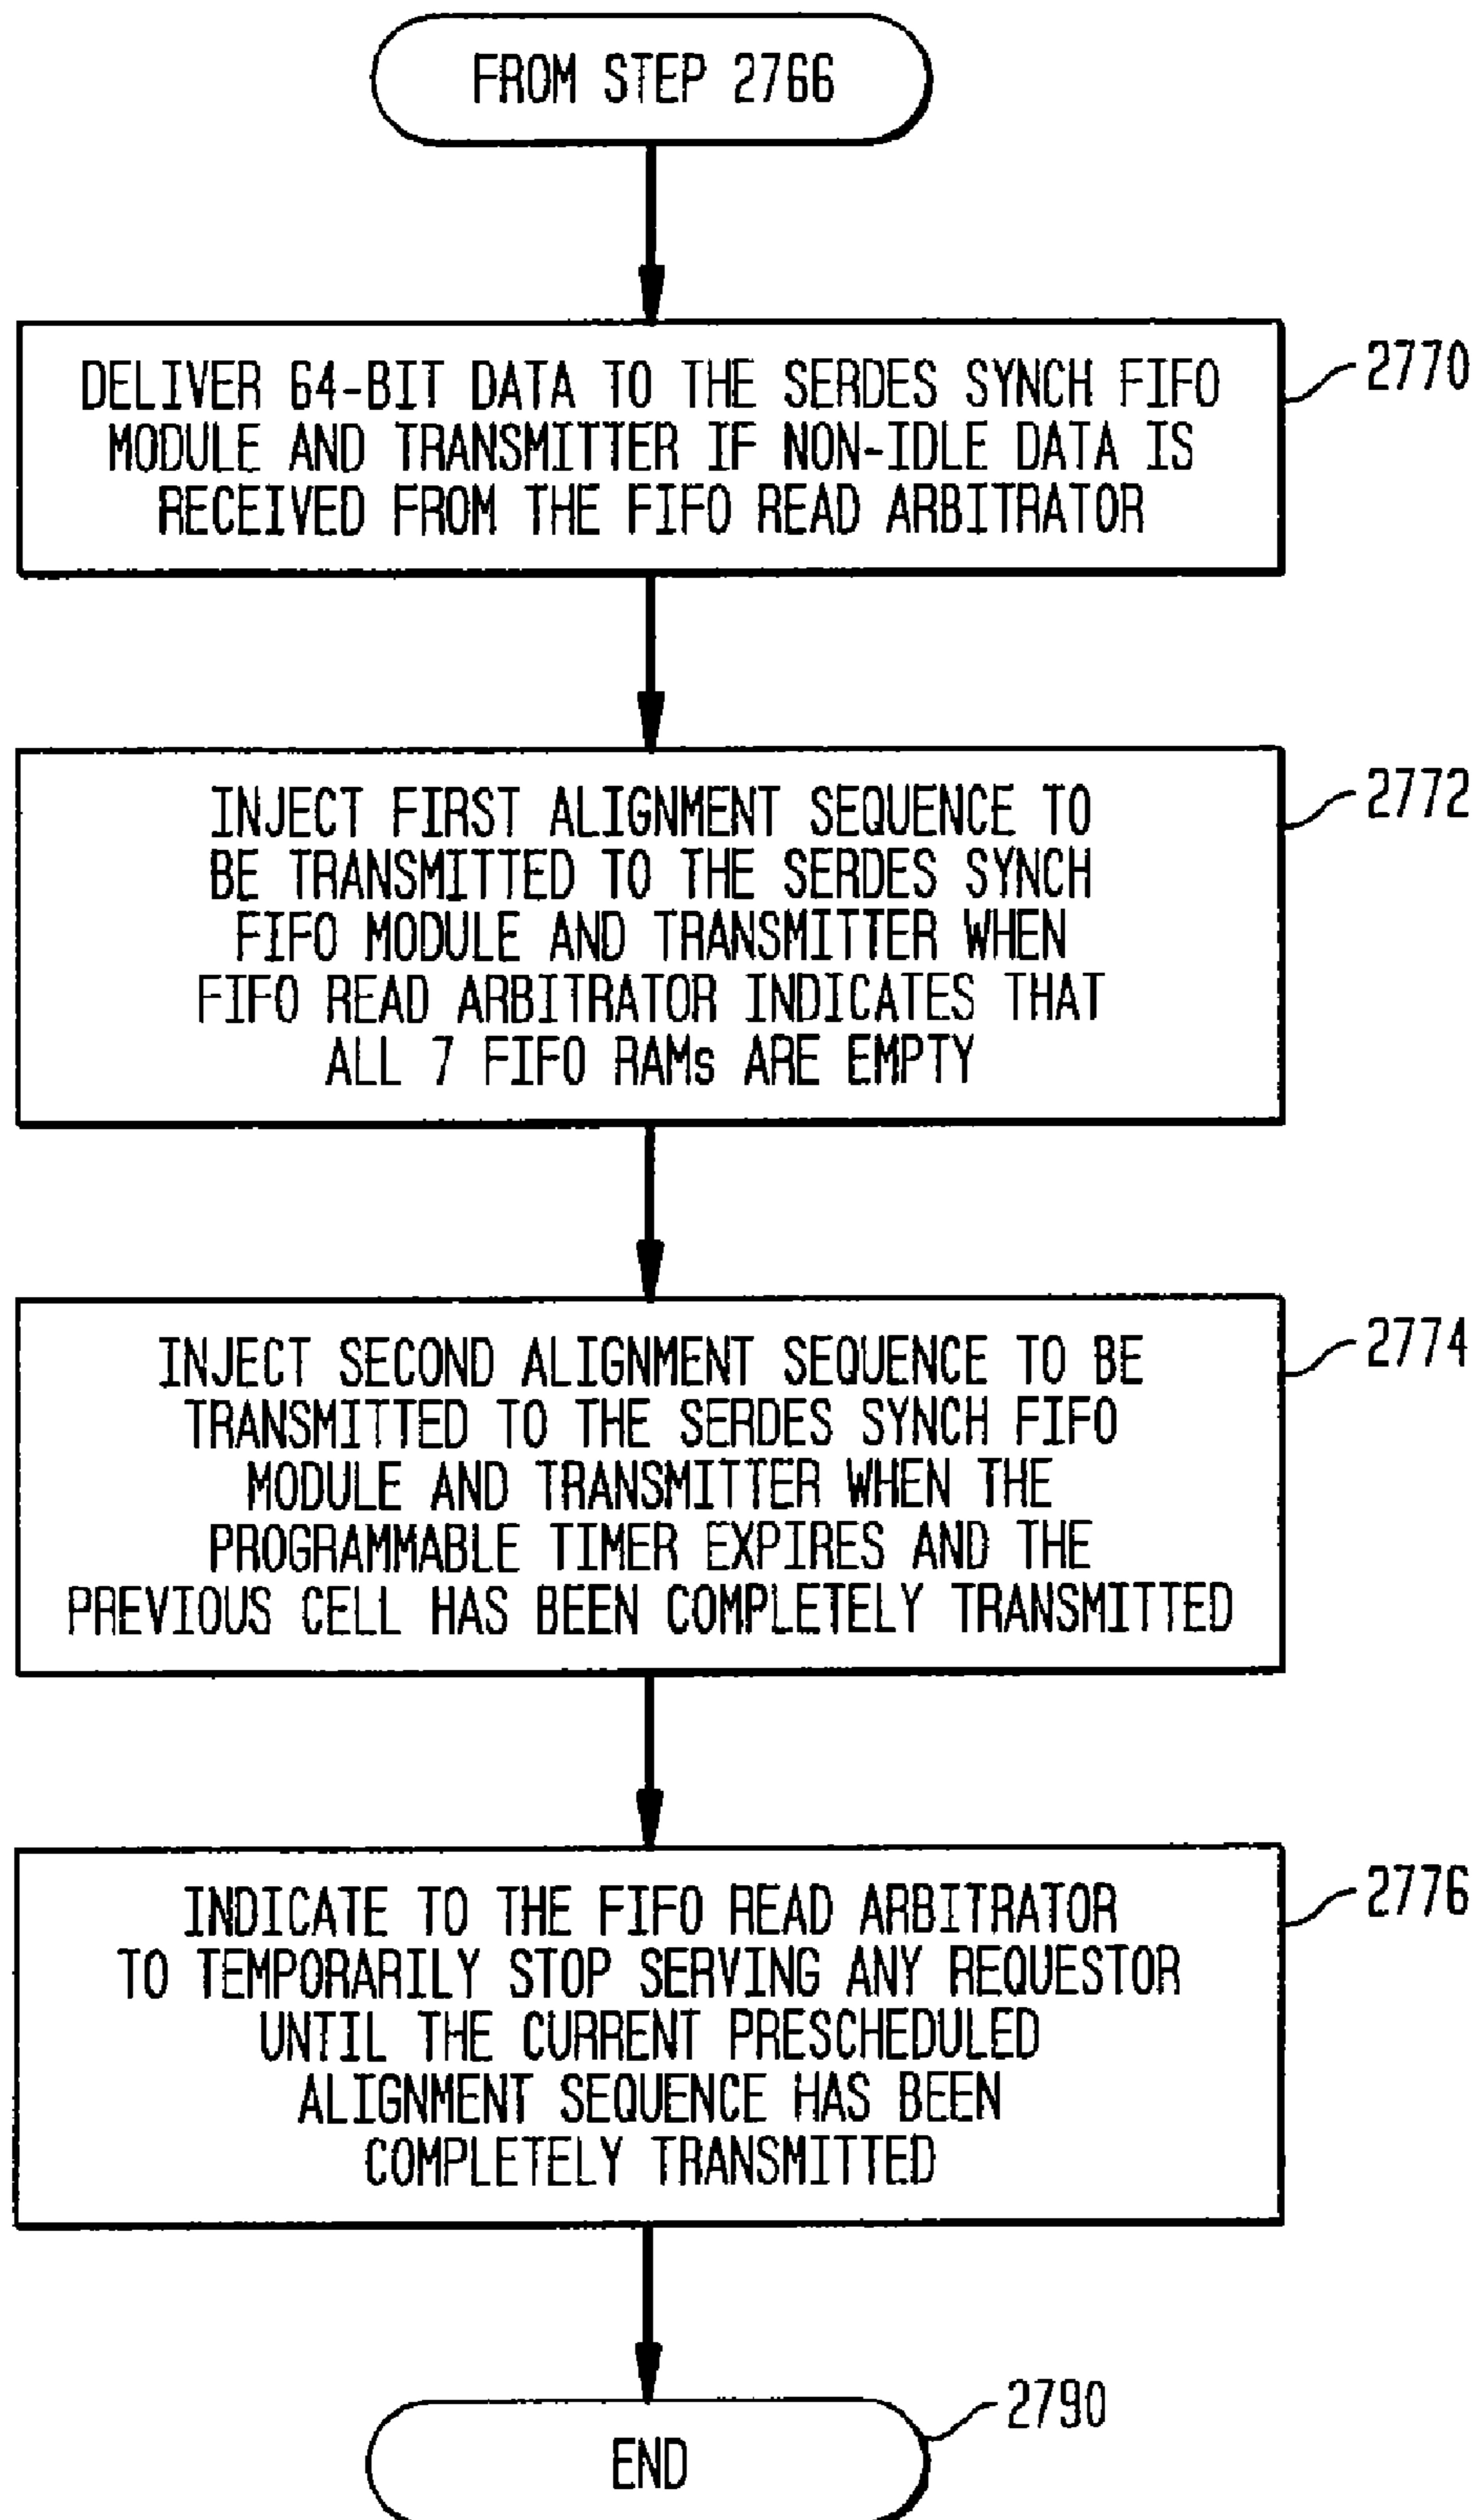 FROM STEP 2766
DELIVER 64-BIT DATA TO THE SERDES SYNCH FIFO
MODULE AND TRANSMITTER IF NON-IDLE DATA IS
RECEIVED FROM THE FIFO READ ARBITRATOR
2770
INJECT FIRST ALIGNMENT SEQUENCE TO
BE TRANSMITTED TO THE SERDES SYNCH
FIFO MODULE AND TRANSMITTER WHEN
FIFO READ ARBITRATOR INDICATES THAT
ALL 7 FIFO RAMs ARE EMPTY
2772
INJECT SECOND ALIGNMENT SEQUENCE TO BE
TRANSMITTED TO THE SERDES SYNCH FIFO
MODULE AND TRANSMITTER WHEN THE
PROGRAMMABLE TIMER EXPIRES AND THE
PREVIOUS CELL HAS BEEN COMPLETELY TRANSMITTED
2774
INDICATE TO THE FIFO READ ARBITRATOR
TO TEMPORARILY STOP SERVING ANY REQUESTOR
UNTIL THE CURRENT PRESCHEDULED
ALIGNMENT SEQUENCE HAS BEEN
COMPLETELY TRANSMITTED
2776
END
2790